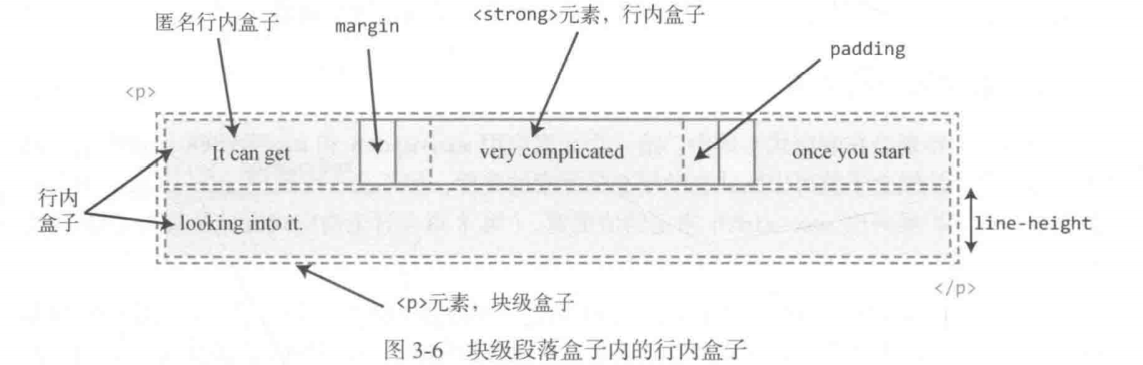 匿名行内盒子
margin
<strong>元素，行内盒子
padding
<p>
It can get
very complicated
once you start
行内
盒子
looking into it.
line-height
<p>元素，块级盒子
</p>
图 3-6 块级段落盒子内的行内盒子